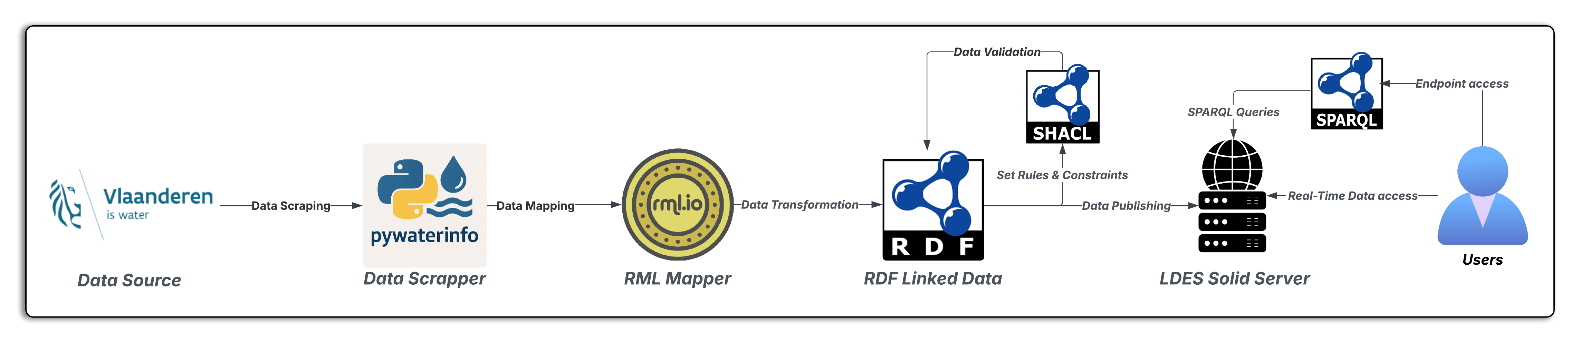 Data Validation
SHACL
SPARQL
Endpoint access
SPARQL Queries
Vlaanderen
is water
Data Scraping
pywaterinfo
Data Mapping
rml.io
Data Transformation
RDF
Set Rules & Constraints
Data Publishing
Real-Time Data access
Data Source
Data Scrapper
RML Mapper
RDF Linked Data
LDES Solid Server
Users